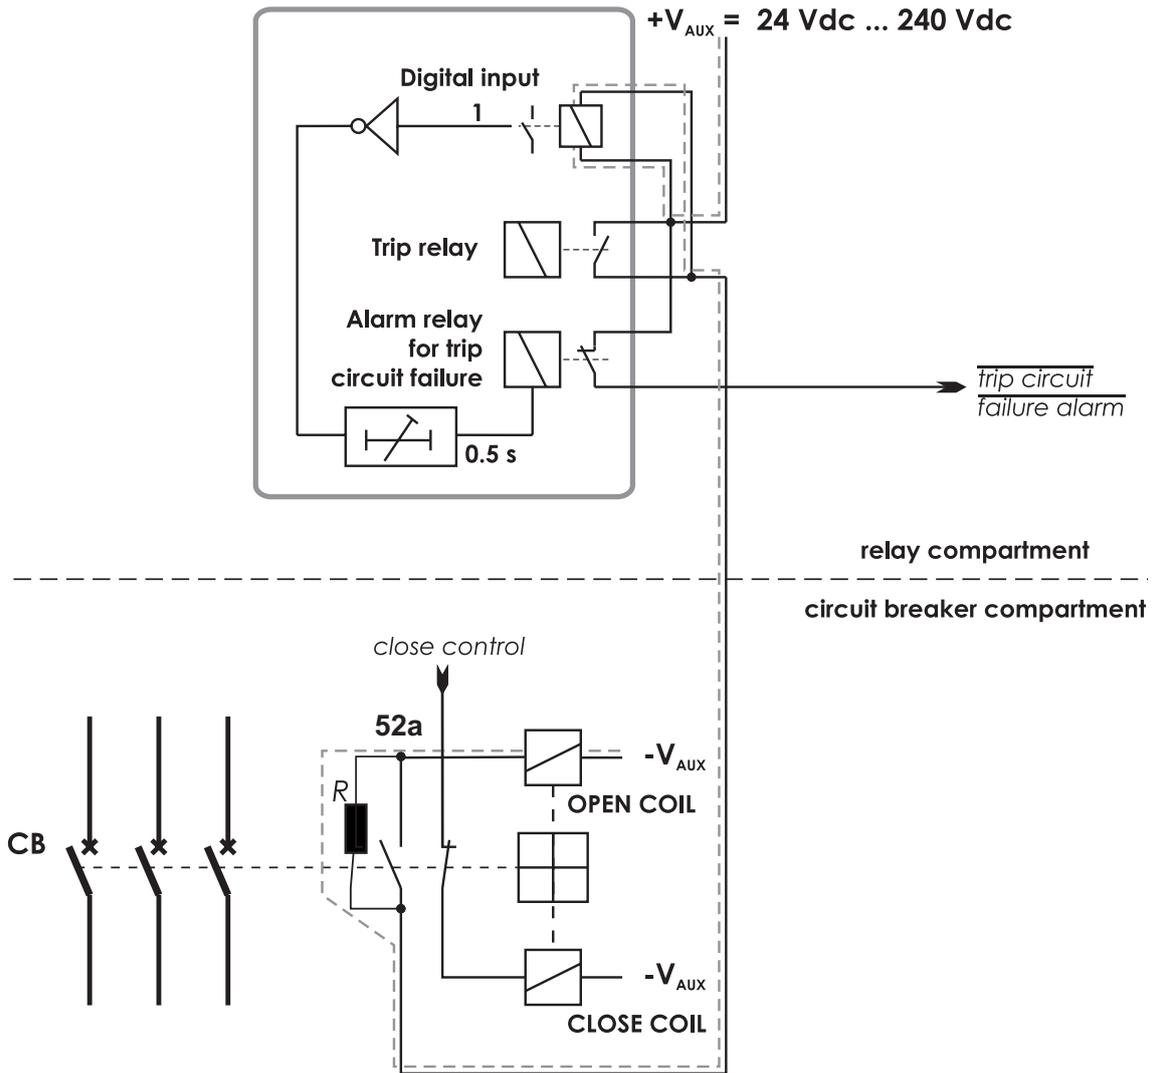 +VAUX = 24 Vdc ... 240 Vdc
Digital input
1
Trip relay
Alarm relay
for trip
circuit failure
trip circuit
failure alarm
0.5 s
relay compartment
circuit breaker compartment
close control
52a
-VAUX
R
OPEN COIL
CB
-VAUX
CLOSE COIL